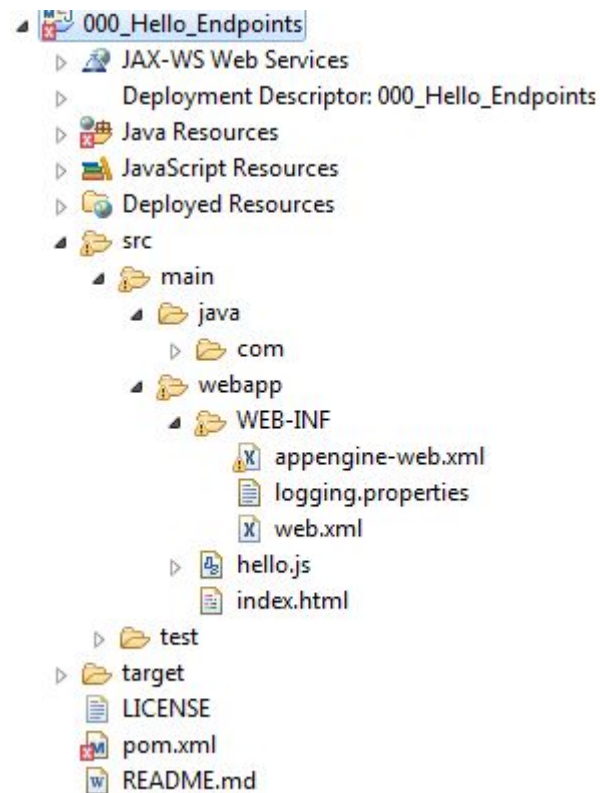 000_Hello_Endpoints
JAX-WS Web Services
Deployment Descriptor: 000_Hello_Endpoints
Java Resources
JavaScript Resources
Deployed Resources
src
main
java
com
webapp
WEB-INF
appengine-web.xml
logging.properties
web.xml
hello.js
index.html
test
target
LICENSE
pom.xml
README.md